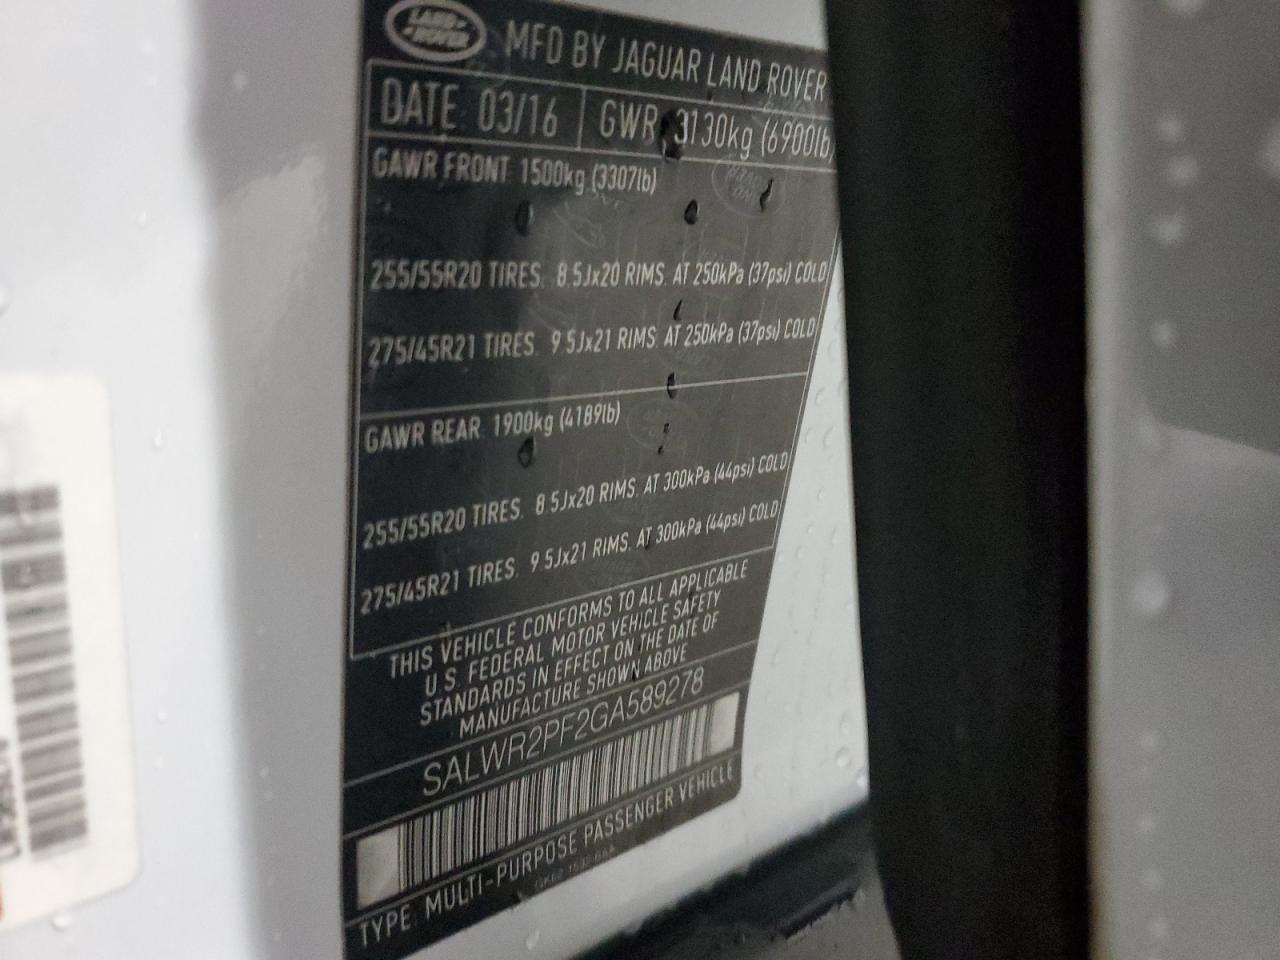 LAND ROVER
MFD BY JAGUAR LAND ROVER
DATE: 03/16 GWR 3130kg (6900lb)
GAWR FRONT 1500kg (3307lb)
255/55R20 TIRES. 8.5Jx20 RIMS. AT 250kPa (37psi) COLD
275/45R21 TIRES. 9.5Jx21 RIMS. AT 250kPa (37psi) COLD
GAWR REAR 1900kg (4189lb)
255/55R20 TIRES. 8.5Jx20 RIMS. AT 300kPa (44psi) COLD
275/45R21 TIRES. 9.5Jx21 RIMS. AT 300kPa (44psi) COLD
THIS VEHICLE CONFORMS TO ALL APPLICABLE
U.S. FEDERAL MOTOR VEHICLE SAFETY
STANDARDS IN EFFECT ON THE DATE OF
MANUFACTURE SHOWN ABOVE
SALWR2PF2GA589278
TYPE: MULTI-PURPOSE PASSENGER VEHICLE